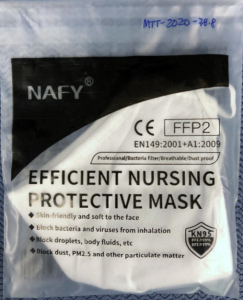 MTT-2020-78.8
NAFY®
CE FFP2
EN149:2001+A1:2009
Professional/Bacteria filter/Breathable/Dust proof
EFFICIENT NURSING
PROTECTIVE MASK
Skin-friendly and soft to the face
Block bacteria and viruses from inhalation
Block droplets, body fluids, etc
Block dust, PM2.5 and other particulate matter
KN95